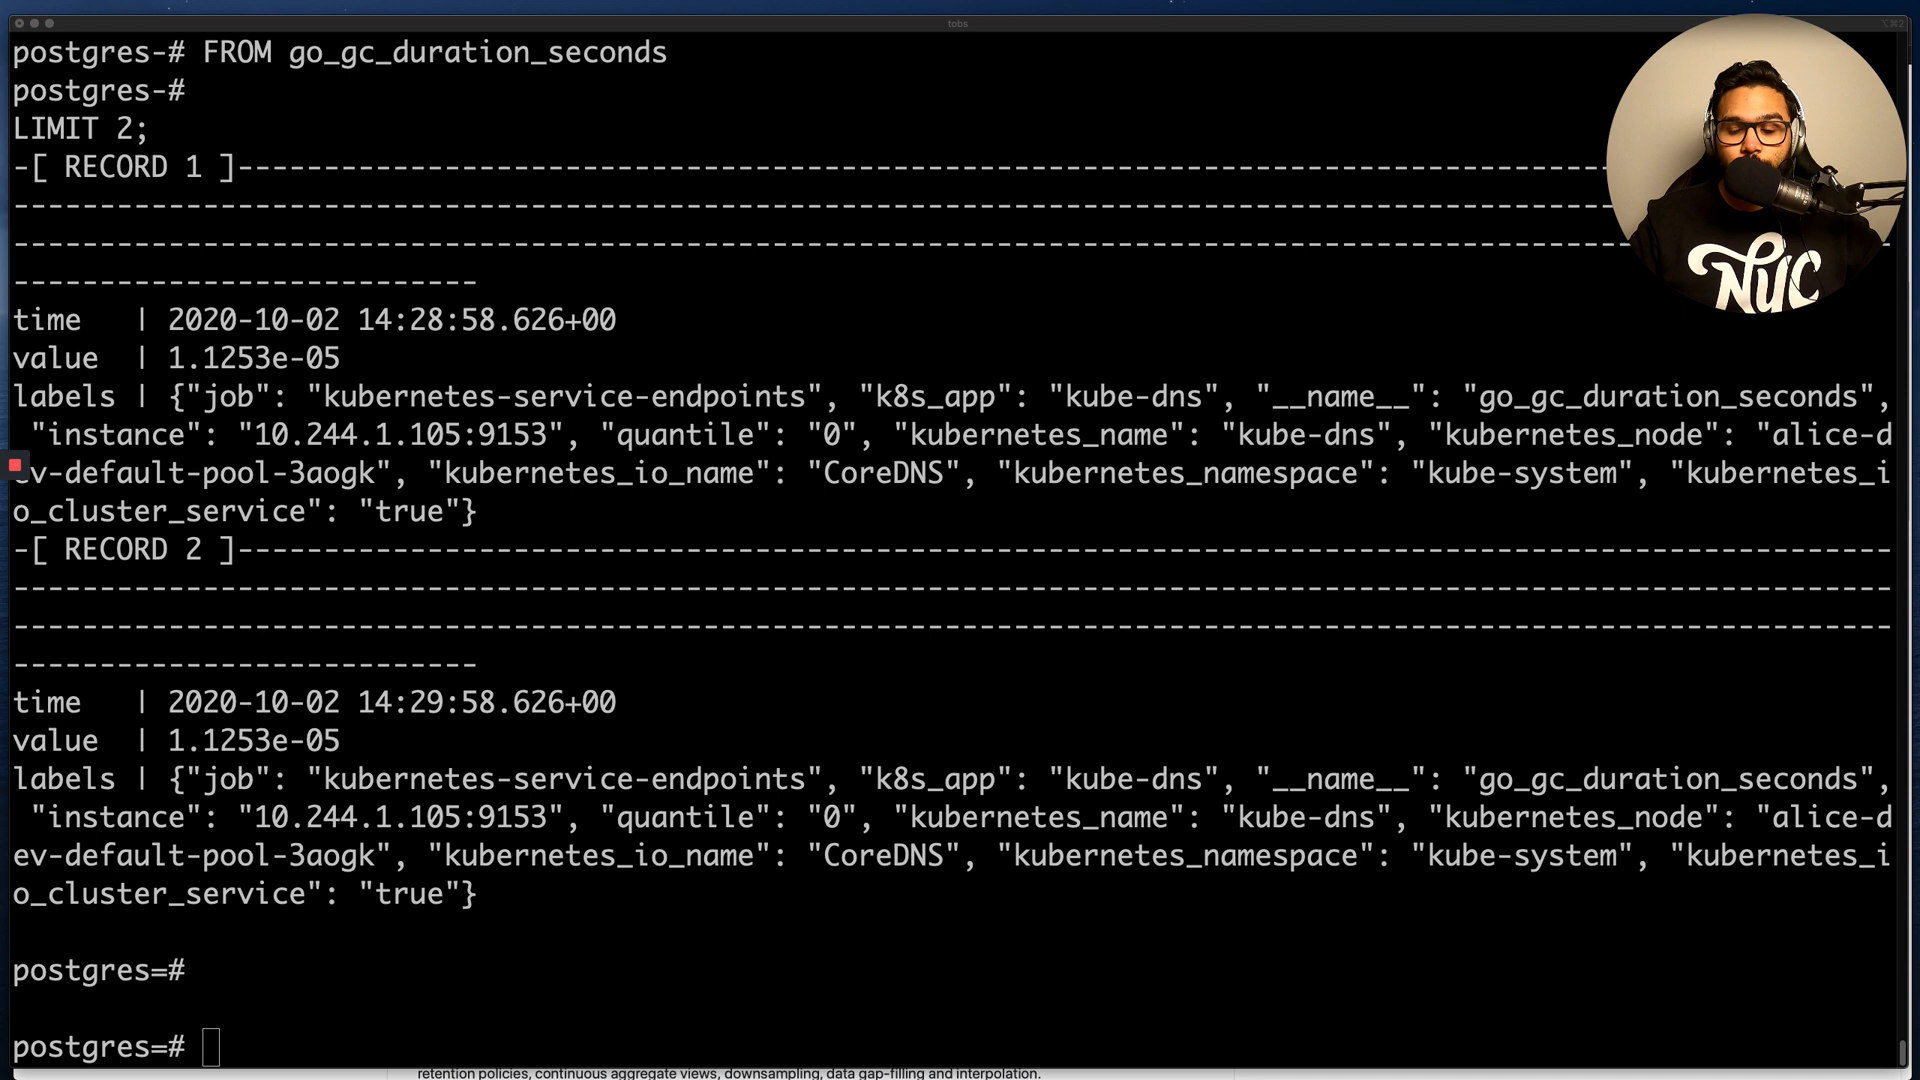 tobs
postgres-# FROM go_gc_duration_seconds
postgres-#
LIMIT 2;
-[ RECORD 1 ]--------------------------------------------------------------------------------
----------------------------------------------------------------------------------------------
----------------------------------------------------------------------------------------------
---------------------------
time   | 2020-10-02 14:28:58.626+00
value  | 1.1253e-05
labels | {"job": "kubernetes-service-endpoints", "k8s_app": "kube-dns", "__name__": "go_gc_duration_seconds",
 "instance": "10.244.1.105:9153", "quantile": "0", "kubernetes_name": "kube-dns", "kubernetes_node": "alice-d
ev-default-pool-3aogk", "kubernetes_io_name": "CoreDNS", "kubernetes_namespace": "kube-system", "kubernetes_i
o_cluster_service": "true"}
-[ RECORD 2 ]------------------------------------------------------------------------------------------------
-------------------------------------------------------------------------------------------------------------
-------------------------------------------------------------------------------------------------------------
---------------------------
time   | 2020-10-02 14:29:58.626+00
value  | 1.1253e-05
labels | {"job": "kubernetes-service-endpoints", "k8s_app": "kube-dns", "__name__": "go_gc_duration_seconds",
 "instance": "10.244.1.105:9153", "quantile": "0", "kubernetes_name": "kube-dns", "kubernetes_node": "alice-d
ev-default-pool-3aogk", "kubernetes_io_name": "CoreDNS", "kubernetes_namespace": "kube-system", "kubernetes_i
o_cluster_service": "true"}
postgres=#
postgres=#
retention policies, continuous aggregate views, downsampling, data gap-filling and interpolation.
NYC